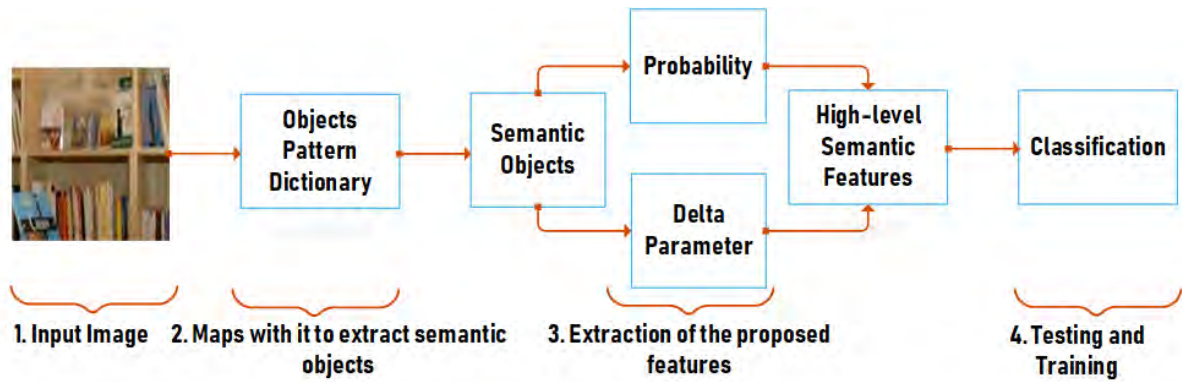 Probability
Objects
Pattern
Dictionary
Semantic
Objects
High-level
Semantic
Features
Classification
Delta
Parameter
1. Input Image
2. Maps with it to extract semantic
objects
3. Extraction of the proposed
features
4. Testing and
Training